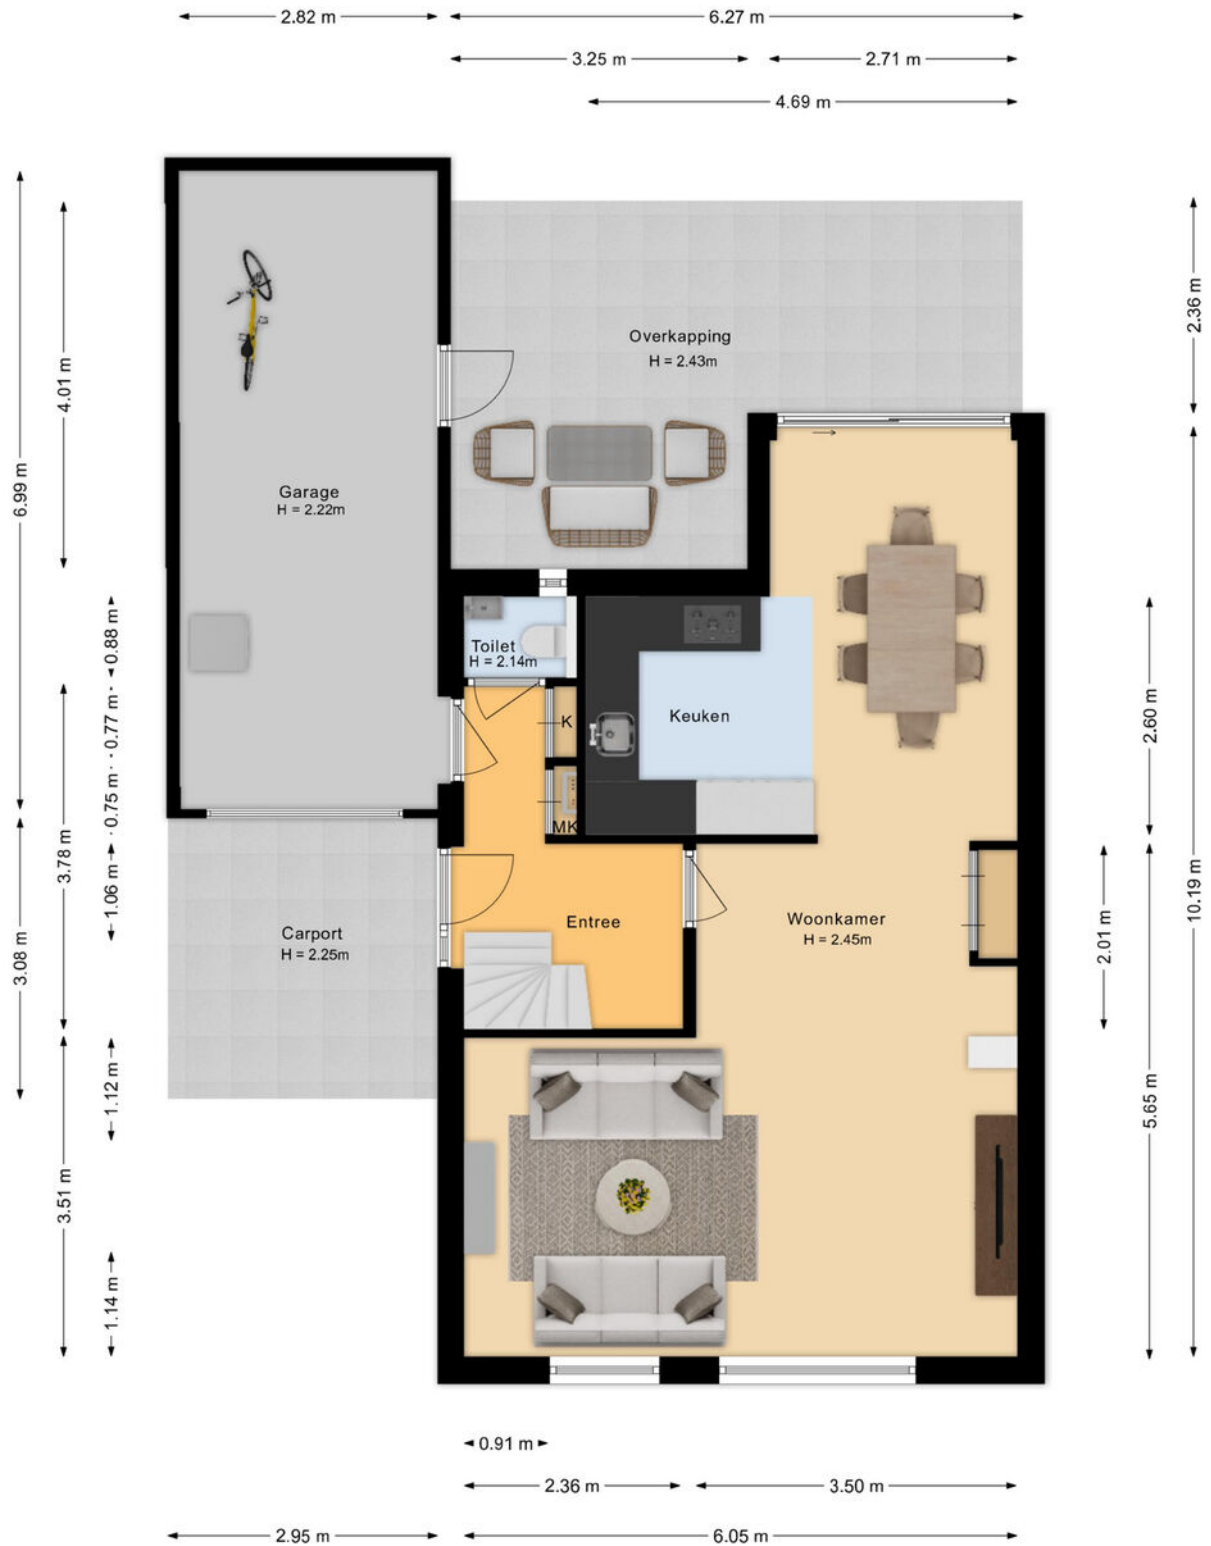 2.82 m
6.27 m
3.25 m
2.71 m
4.69 m
6.99 m
4.01 m
2.36 m
Overkapping
H = 2.43m
Garage
H = 2.22m
0.88 m
Toilet
H = 2.14m
K
Keuken
2.60 m
0.77 m
0.75 m
MK
3.78 m
1.06 m
Entree
Woonkamer
H = 2.45m
Carport
H = 2.25m
2.01 m
10.19 m
3.08 m
1.12 m
5.65 m
3.51 m
1.14 m
0.91 m
2.36 m
3.50 m
2.95 m
6.05 m